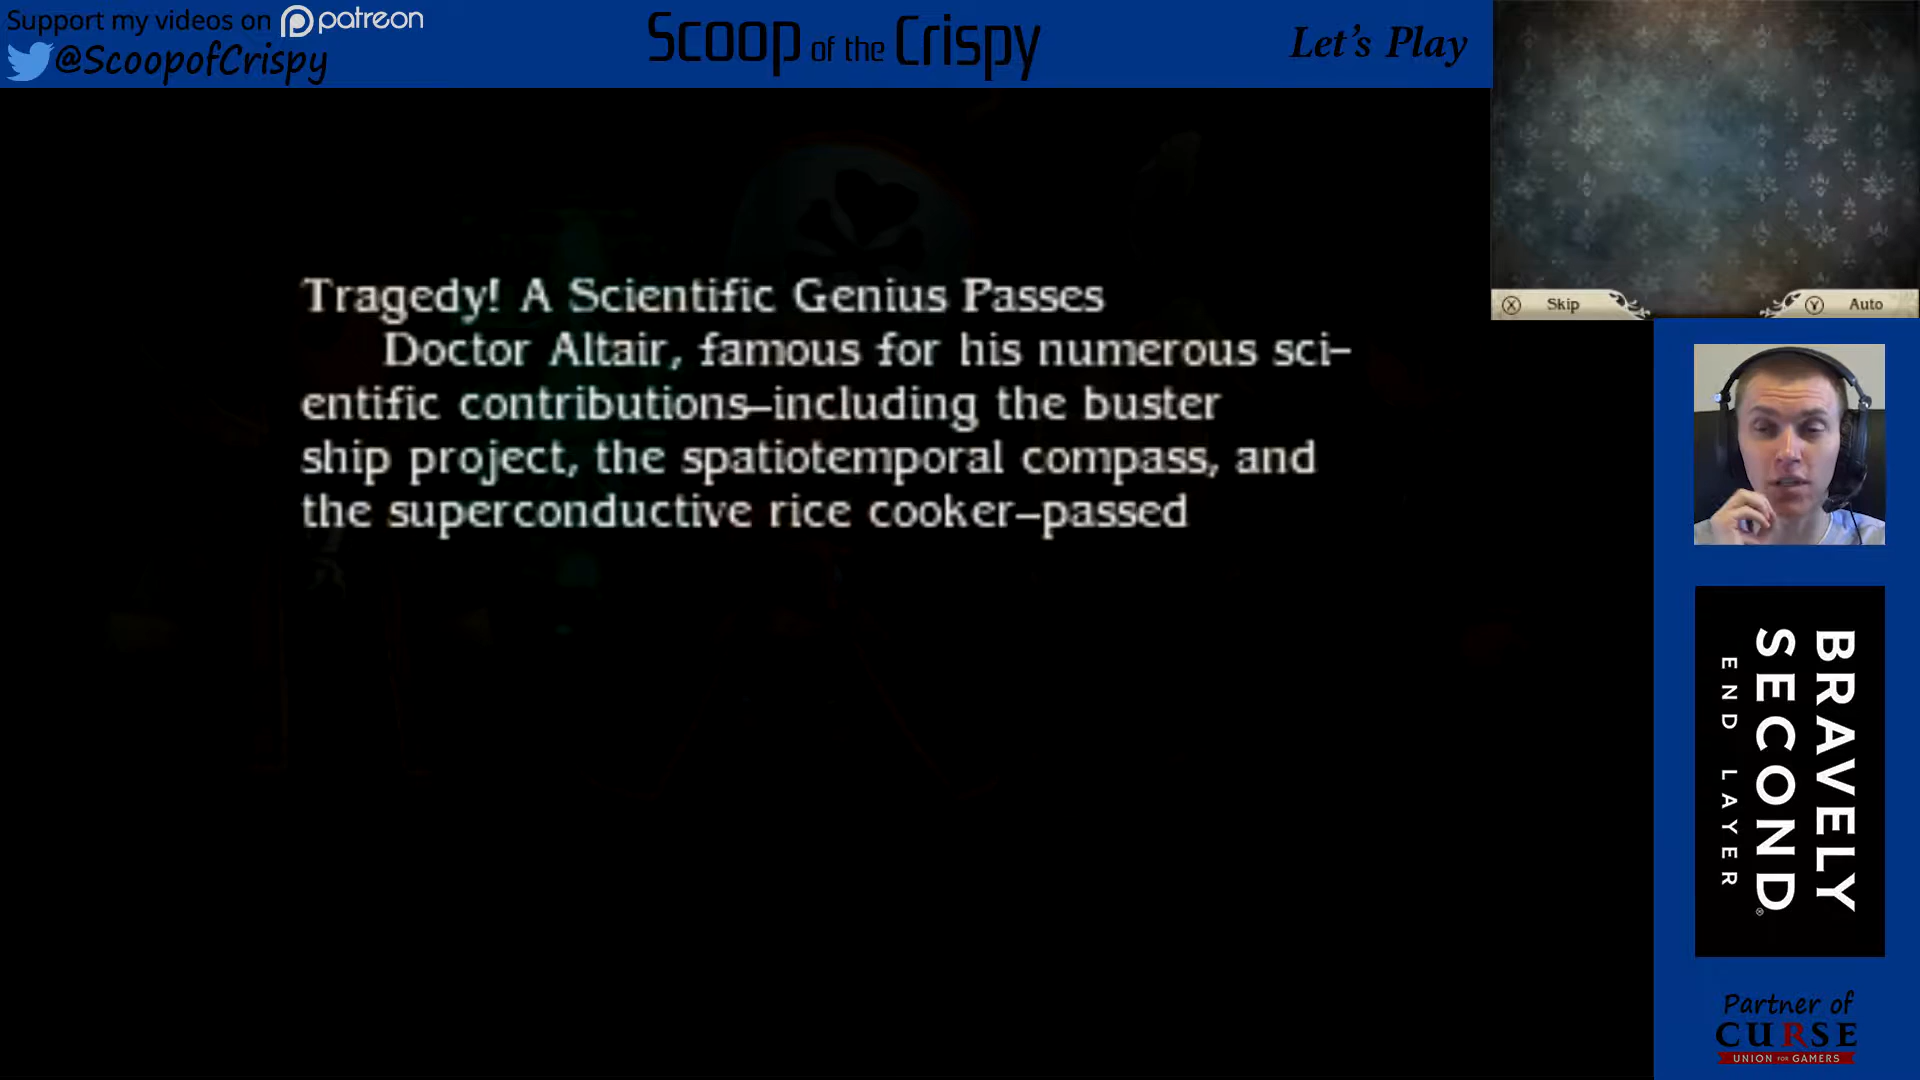 Support my videos on patreon
@ScoopofCrispy
Scoop of the Crispy
Let's Play
X Skip
Y Auto
Tragedy! A Scientific Genius Passes
Doctor Altair, famous for his numerous sci–
entific contributions–including the buster
ship project, the spatiotemporal compass, and
the superconductive rice cooker–passed
BRAVELY
SECOND®
END LAYER
Partner of
CURSE
UNION FOR GAMERS